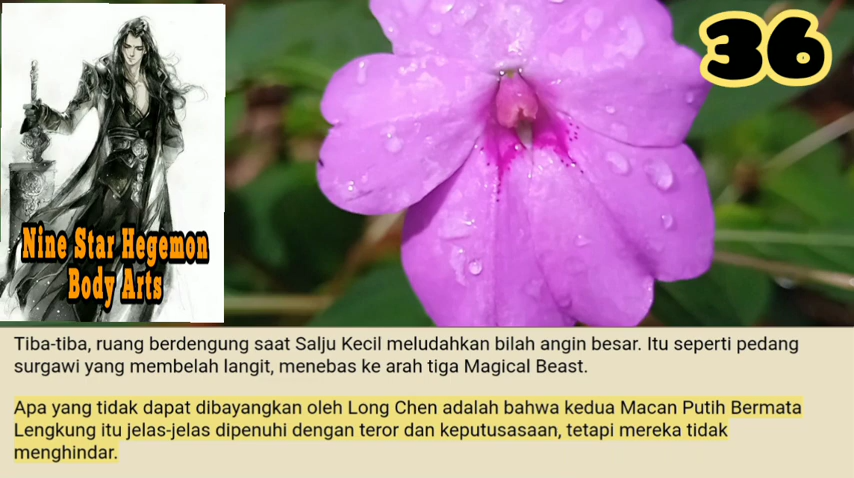 36
Nine Star Hegemon
Body Arts
Tiba-tiba, ruang berdengung saat Salju Kecil meludahkan bilah angin besar. Itu seperti pedang
surgawi yang membelah langit, menebas ke arah tiga Magical Beast.
Apa yang tidak dapat dibayangkan oleh Long Chen adalah bahwa kedua Macan Putih Bermata
Lengkung itu jelas-jelas dipenuhi dengan teror dan keputusasaan, tetapi mereka tidak
menghindar.